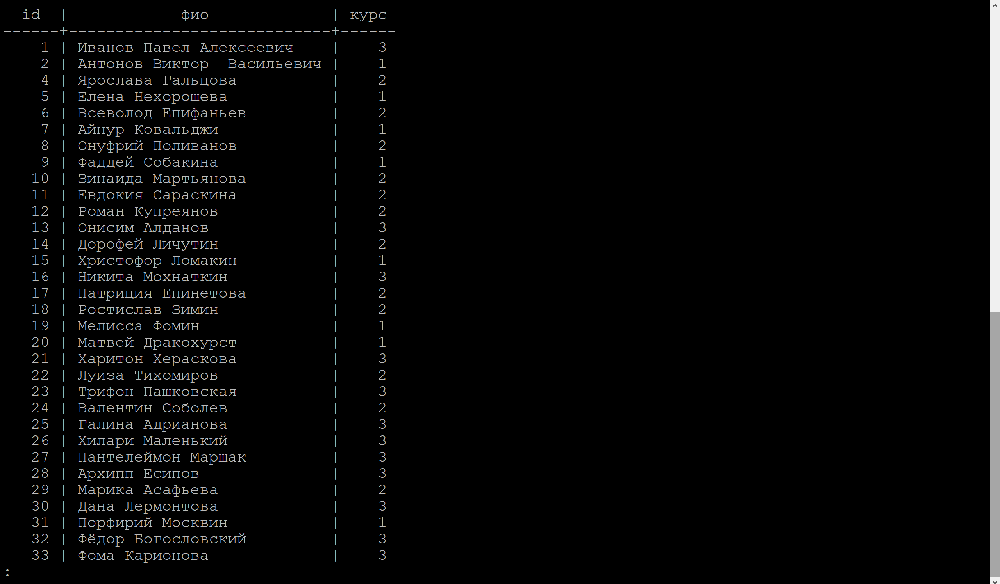 id | фио | курс
------+----------------------------+------
1 | Иванов Павел Алексеевич | 3
2 | Антонов Виктор  Васильевич | 1
4 | Ярослава Гальцова | 2
5 | Елена Нехорошева | 1
6 | Всеволод Епифаньев | 2
7 | Айнур Ковальджи | 1
8 | Онуфрий Поливанов | 2
9 | Фаддей Собакина | 1
10 | Зинаида Мартьянова | 2
11 | Евдокия Сараскина | 2
12 | Роман Купреянов | 2
13 | Онисим Алданов | 3
14 | Дорофей Личутин | 2
15 | Христофор Ломакин | 1
16 | Никита Мохнаткин | 3
17 | Патриция Епинетова | 2
18 | Ростислав Зимин | 2
19 | Мелисса Фомин | 1
20 | Матвей Дракохурст | 1
21 | Харитон Хераскова | 3
22 | Луиза Тихомиров | 2
23 | Трифон Пашковская | 3
24 | Валентин Соболев | 2
25 | Галина Адрианова | 3
26 | Хилари Маленький | 3
27 | Пантелеймон Маршак | 3
28 | Архипп Есипов | 3
29 | Марика Асафьева | 2
30 | Дана Лермонтова | 3
31 | Порфирий Москвин | 1
32 | Фёдор Богословский | 3
33 | Фома Карионова | 3
: